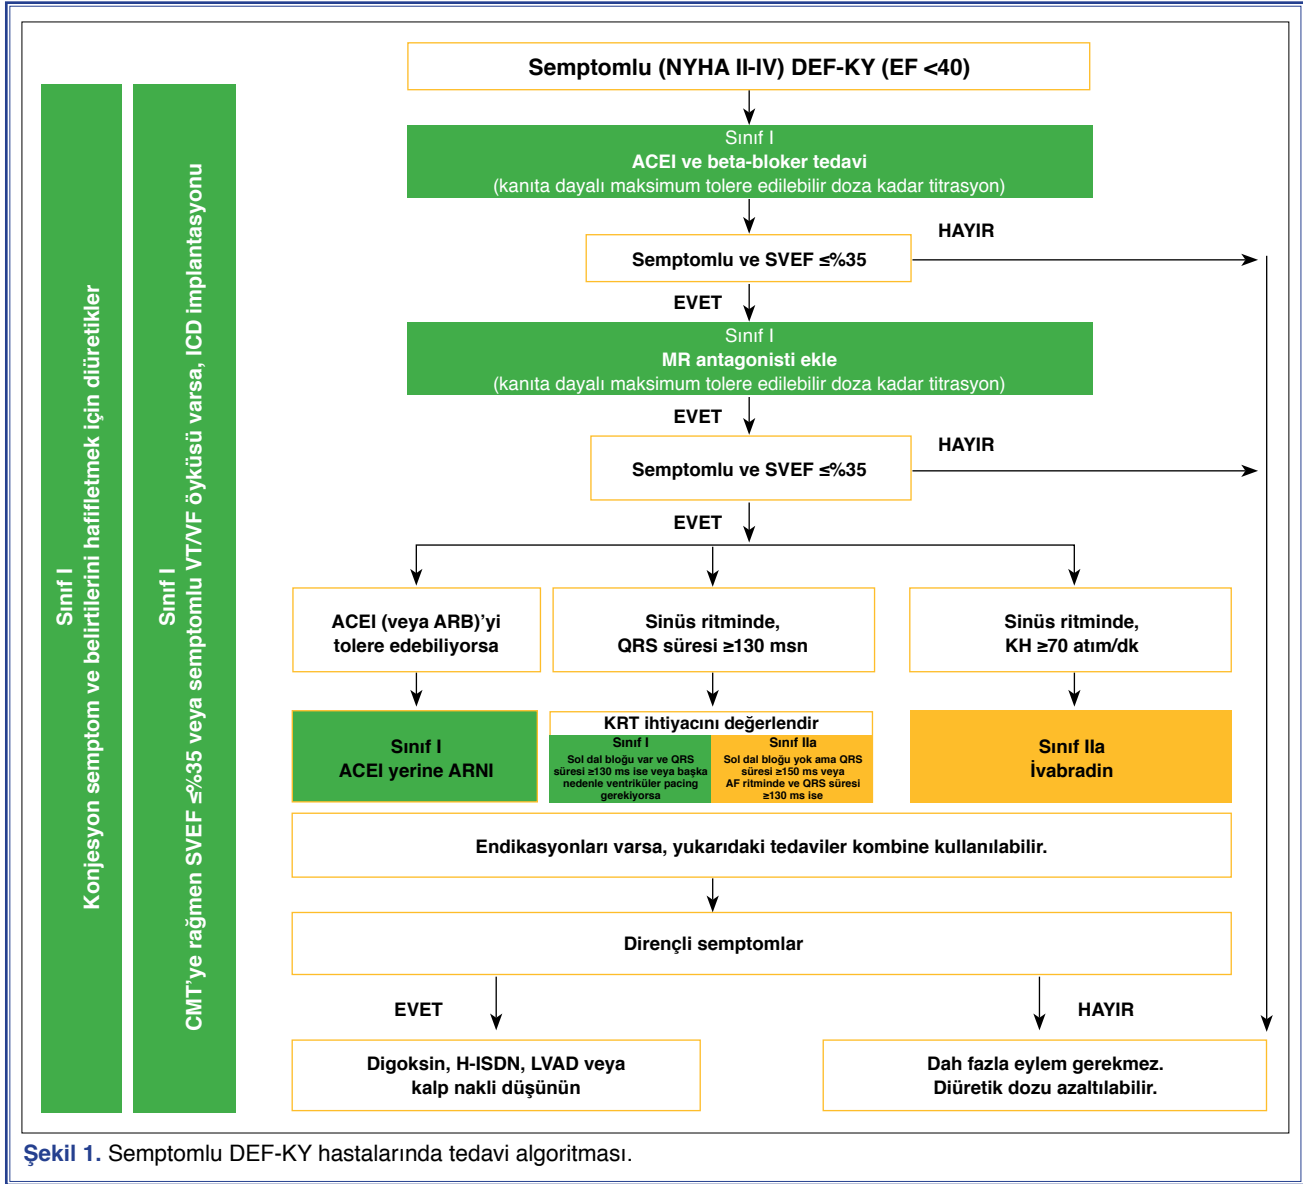 Semptomlu (NYHA II-IV) DEF-KY (EF <40)
Sınıf I
ACEI ve beta-bloker tedavi
(kanıta dayalı maksimum tolere edilebilir doza kadar titrasyon)
HAYIR
Semptomlu ve SVEF ≤%35
EVET
Sınıf I
MR antagonisti ekle
(kanıta dayalı maksimum tolere edilebilir doza kadar titrasyon)
EVET
HAYIR
Semptomlu ve SVEF ≤%35
EVET
ACEI (veya ARB)’yi
tolere edebiliyorsa
Sinüs ritminde,
QRS süresi ≥130 msn
Sinüs ritminde,
KH ≥70 atım/dk
Sınıf I
ACEI yerine ARNI
KRT ihtiyacını değerlendir
Sınıf I
Sol dal bloğu var ve QRS
süresi ≥130 ms ise veya başka
nedenle ventriküler pacing
gerekiyorsa
Sınıf IIa
Sol dal bloğu yok ama QRS
süresi ≥150 ms veya
AF ritminde ve QRS süresi
≥130 ms ise
Sınıf IIa
İvabradin
Endikasyonları varsa, yukarıdaki tedaviler kombine kullanılabilir.
Dirençli semptomlar
EVET
HAYIR
Digoksin, H-ISDN, LVAD veya
kalp nakli düşünün
Dah fazla eylem gerekmez.
Diüretik dozu azaltılabilir.
Sınıf I
Konjesyon semptom ve belirtilerini hafifletmek için diüretikler
Sınıf I
CMT’ye rağmen SVEF ≤%35 veya semptomlu VT/VF öyküsü varsa, ICD implantasyonu
Şekil 1. Semptomlu DEF-KY hastalarında tedavi algoritması.